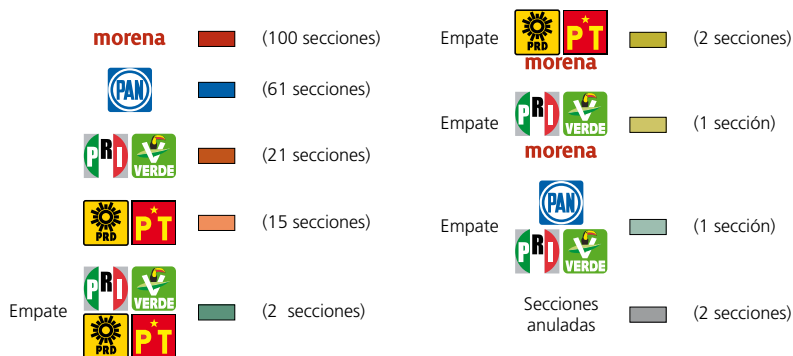 morena (100 secciones)
PAN (61 secciones)
PRI VERDE (21 secciones)
PRD PT (15 secciones)
PRI VERDE
Empate (2 secciones)
PRD PT
Empate PRD PT (2 secciones)
morena
Empate PRI VERDE (1 sección)
morena
PAN
Empate (1 sección)
PRI VERDE
Secciones
anuladas (2 secciones)